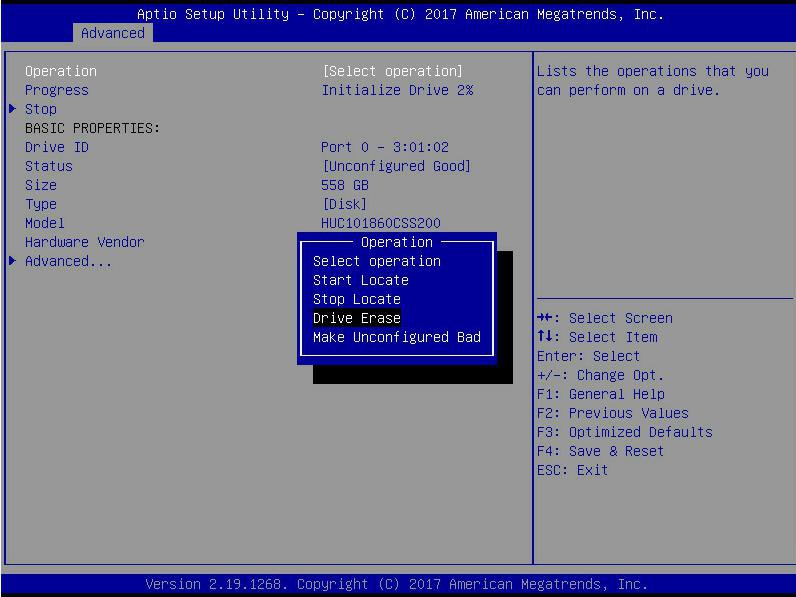 Aptio Setup Utility – Copyright (C) 2017 American Megatrends, Inc.
Advanced
Operation [Select operation]
Progress Initialize Drive 2%
Stop
BASIC PROPERTIES:
Drive ID Port 0 – 3:01:02
Status [Unconfigured Good]
Size 558 GB
Type [Disk]
Model HUC101860CSS200
Hardware Vendor
Advanced...
Operation
Select operation
Start Locate
Stop Locate
Drive Erase
Make Unconfigured Bad
Lists the operations that you
can perform on a drive.
→←: Select Screen
↑↓: Select Item
Enter: Select
+/–: Change Opt.
F1: General Help
F2: Previous Values
F3: Optimized Defaults
F4: Save & Reset
ESC: Exit
Version 2.19.1268. Copyright (C) 2017 American Megatrends, Inc.